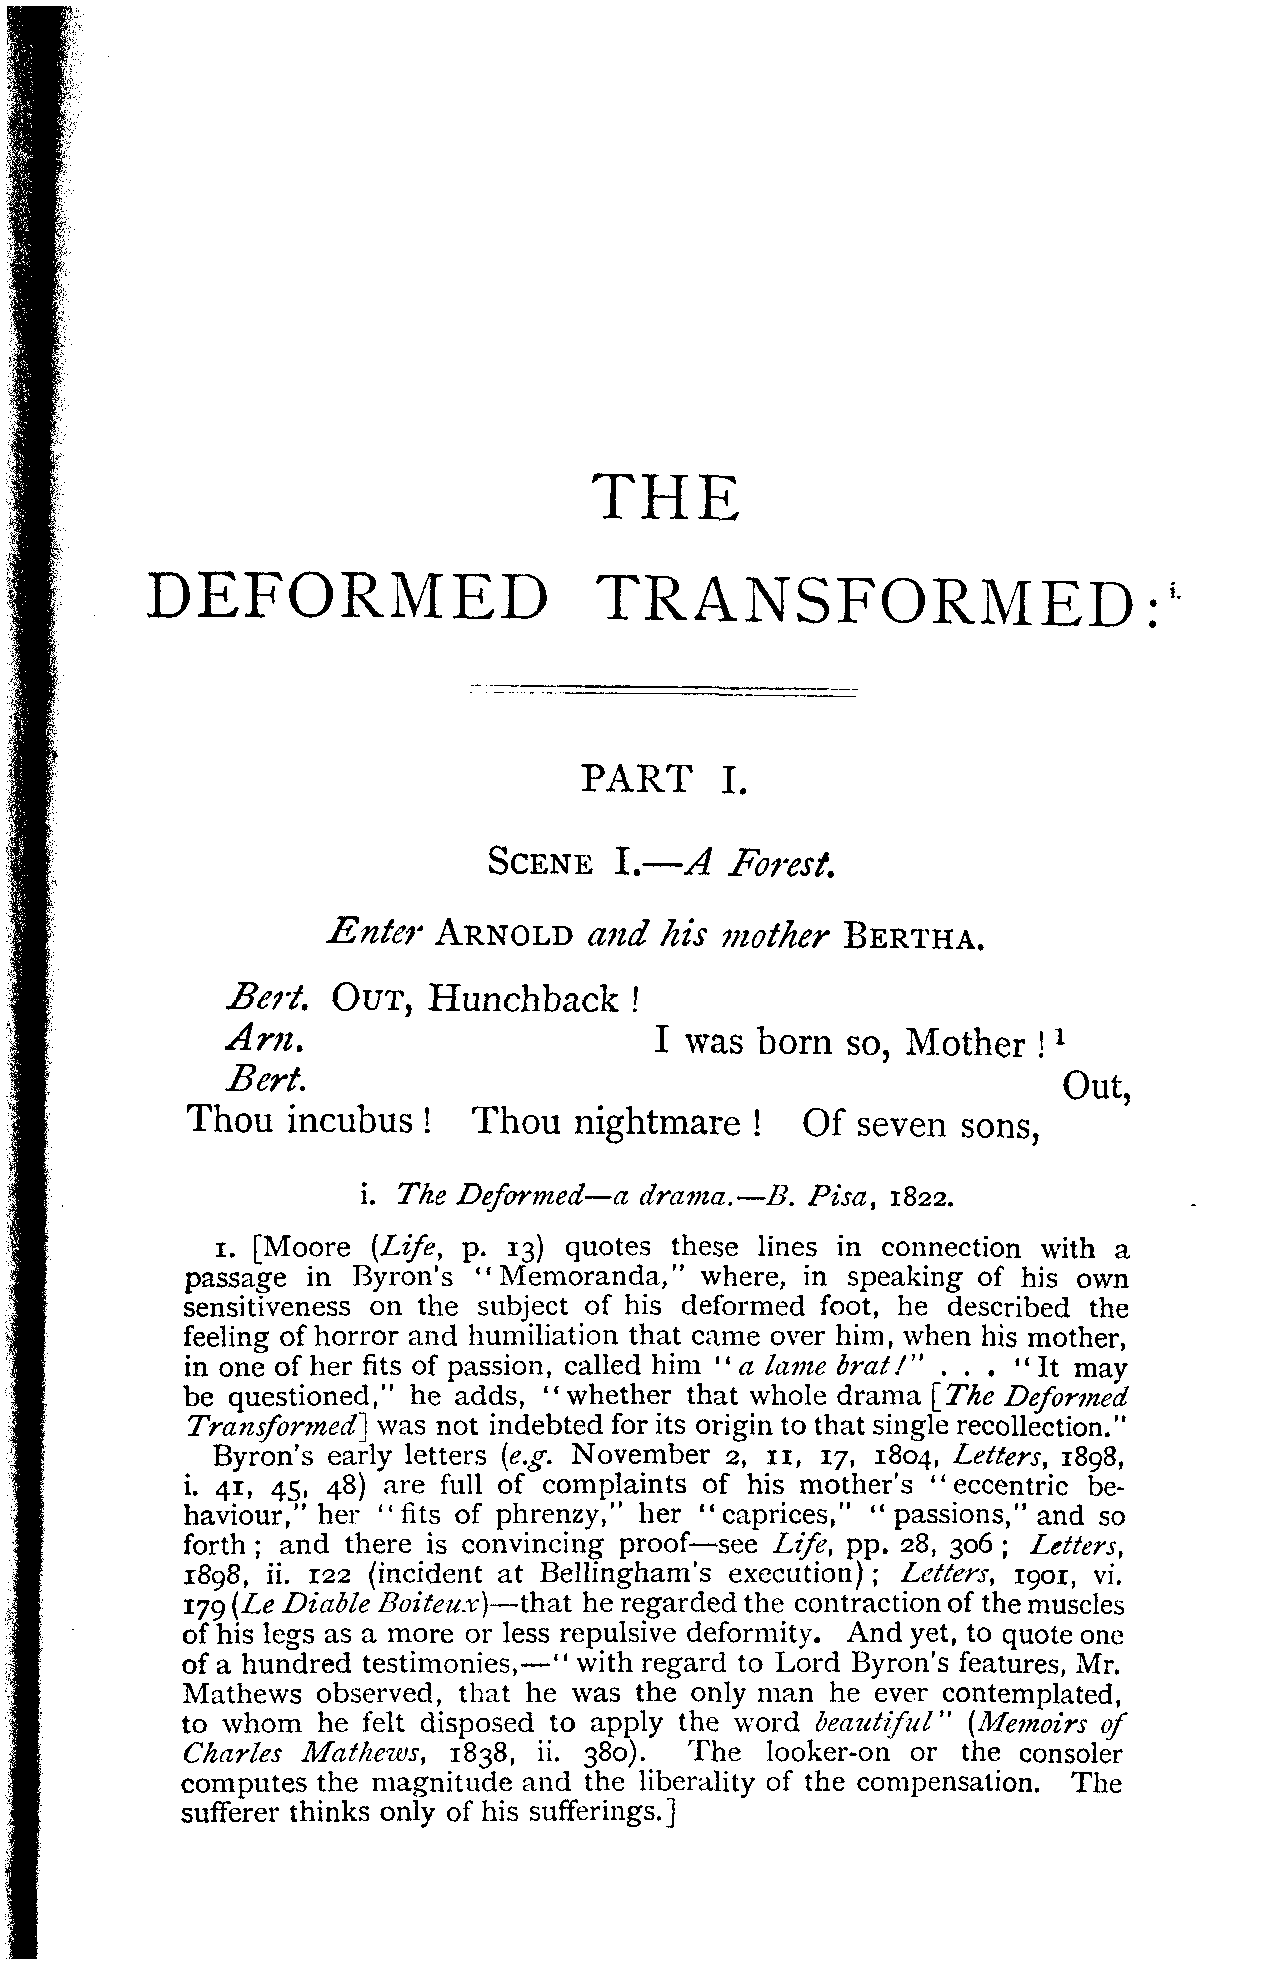 THE
DEFORMED TRANSFORMED: i.
PART I.
SCENE I.—A Forest.
Enter ARNOLD and his mother BERTHA.
Bert. OUT, Hunchback !
Arn. I was born so, Mother ! 1
Bert. Out,
Thou incubus ! Thou nightmare ! Of seven sons,
i. The Deformed—a drama.—B. Pisa, 1822.
1. [Moore (Life, p. 13) quotes these lines in connection with a
passage in Byron's "Memoranda," where, in speaking of his own
sensitiveness on the subject of his deformed foot, he described the
feeling of horror and humiliation that came over him, when his mother,
in one of her fits of passion, called him "a lame brat!" . . . "It may
be questioned," he adds, "whether that whole drama [The Deformed
Transformed] was not indebted for its origin to that single recollection."
Byron's early letters (e.g. November 2, 11, 17, 1804, Letters, 1898,
i. 41, 45, 48) are full of complaints of his mother's "eccentric be-
haviour," her "fits of phrenzy," her "caprices," "passions," and so
forth ; and there is convincing proof—see Life, pp. 28, 306 ; Letters,
1898, ii. 122 (incident at Bellingham's execution) ; Letters, 1901, vi.
179 (Le Diable Boiteux)—that he regarded the contraction of the muscles
of his legs as a more or less repulsive deformity. And yet, to quote one
of a hundred testimonies,—"with regard to Lord Byron's features, Mr.
Mathews observed, that he was the only man he ever contemplated,
to whom he felt disposed to apply the word beautiful" (Memoirs of
Charles Mathews, 1838, ii. 380). The looker-on or the consoler
computes the magnitude and the liberality of the compensation. The
sufferer thinks only of his sufferings.]